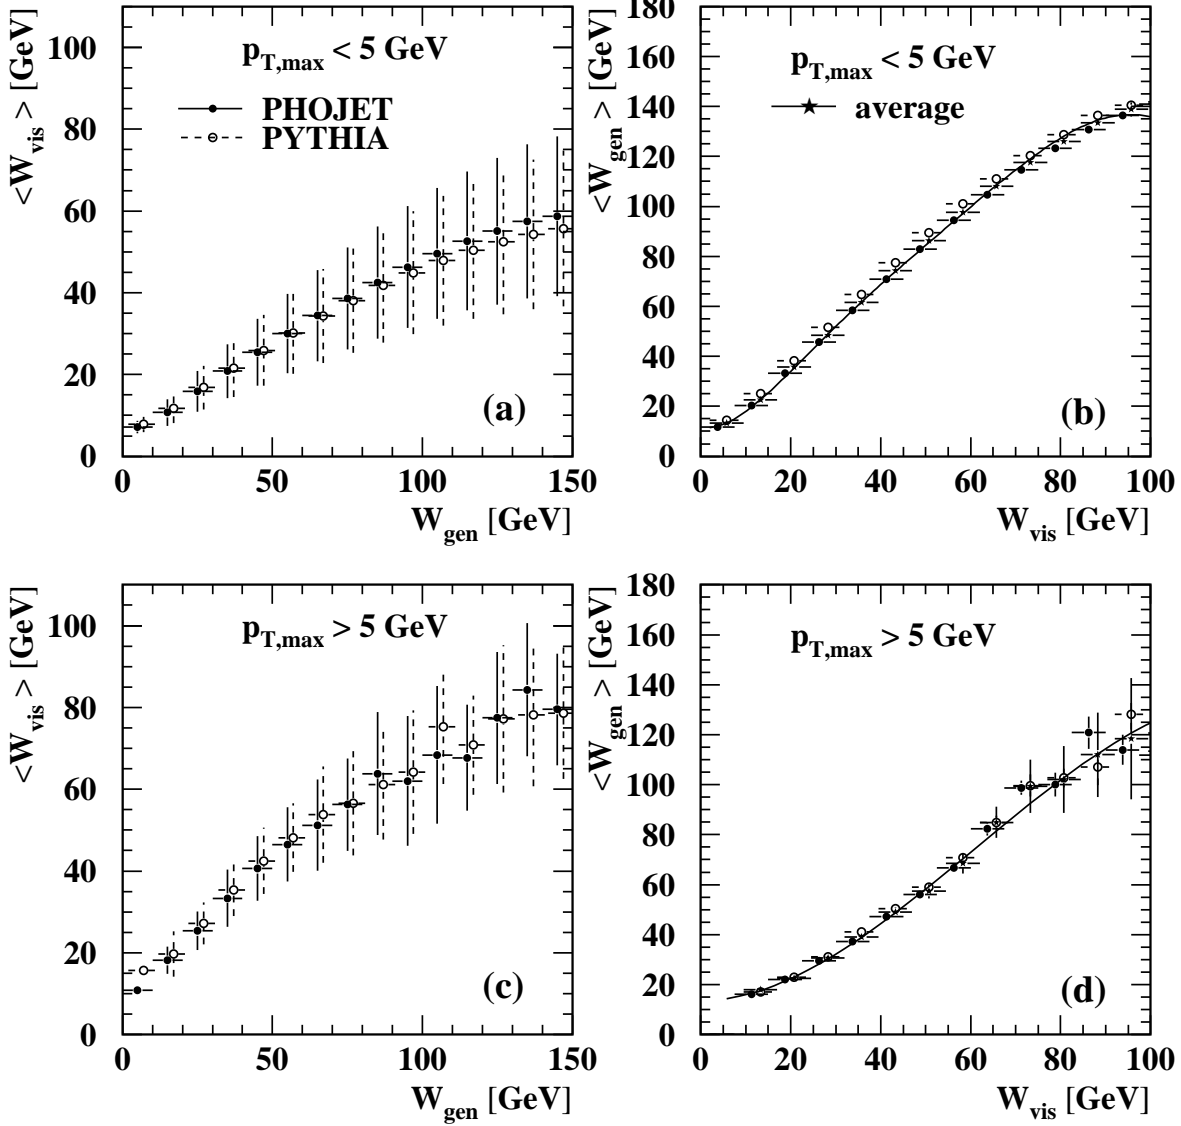 <W_vis> [GeV]
100
80
60
40
20
0
p_T,max < 5 GeV
PHOJET
PYTHIA
(a)
0 50 100 150
W_gen [GeV]
<W_gen> [GeV]
180
160
140
120
100
80
60
40
20
0
p_T,max < 5 GeV
average
(b)
0 20 40 60 80 100
W_vis [GeV]
<W_vis> [GeV]
100
80
60
40
20
0
p_T,max > 5 GeV
(c)
0 50 100 150
W_gen [GeV]
<W_gen> [GeV]
180
160
140
120
100
80
60
40
20
0
p_T,max > 5 GeV
(d)
0 20 40 60 80 100
W_vis [GeV]